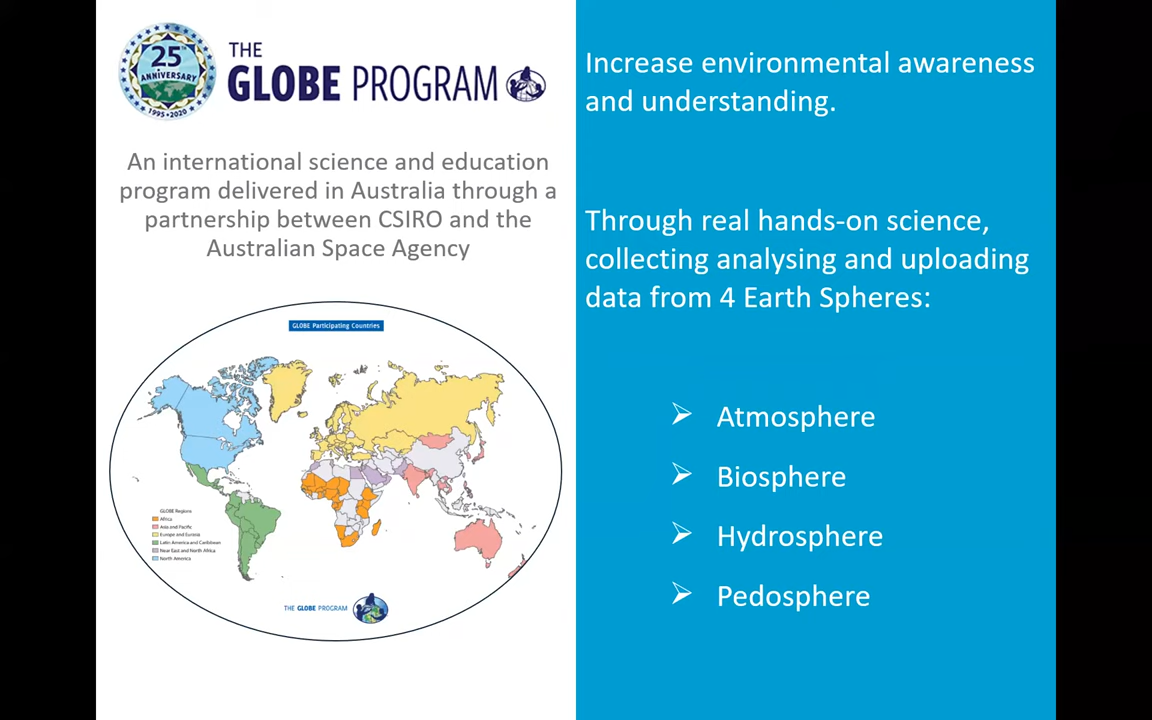 25th
ANNIVERSARY
1995 • 2020
THE
GLOBE PROGRAM
An international science and education
program delivered in Australia through a
partnership between CSIRO and the
Australian Space Agency
GLOBE Participating Countries
GLOBE Regions
Africa
Asia and Pacific
Europe and Eurasia
Latin America and Caribbean
Near East and North Africa
North America
THE GLOBE PROGRAM
Increase environmental awareness
and understanding.
Through real hands-on science,
collecting analysing and uploading
data from 4 Earth Spheres:
➢ Atmosphere
➢ Biosphere
➢ Hydrosphere
➢ Pedosphere